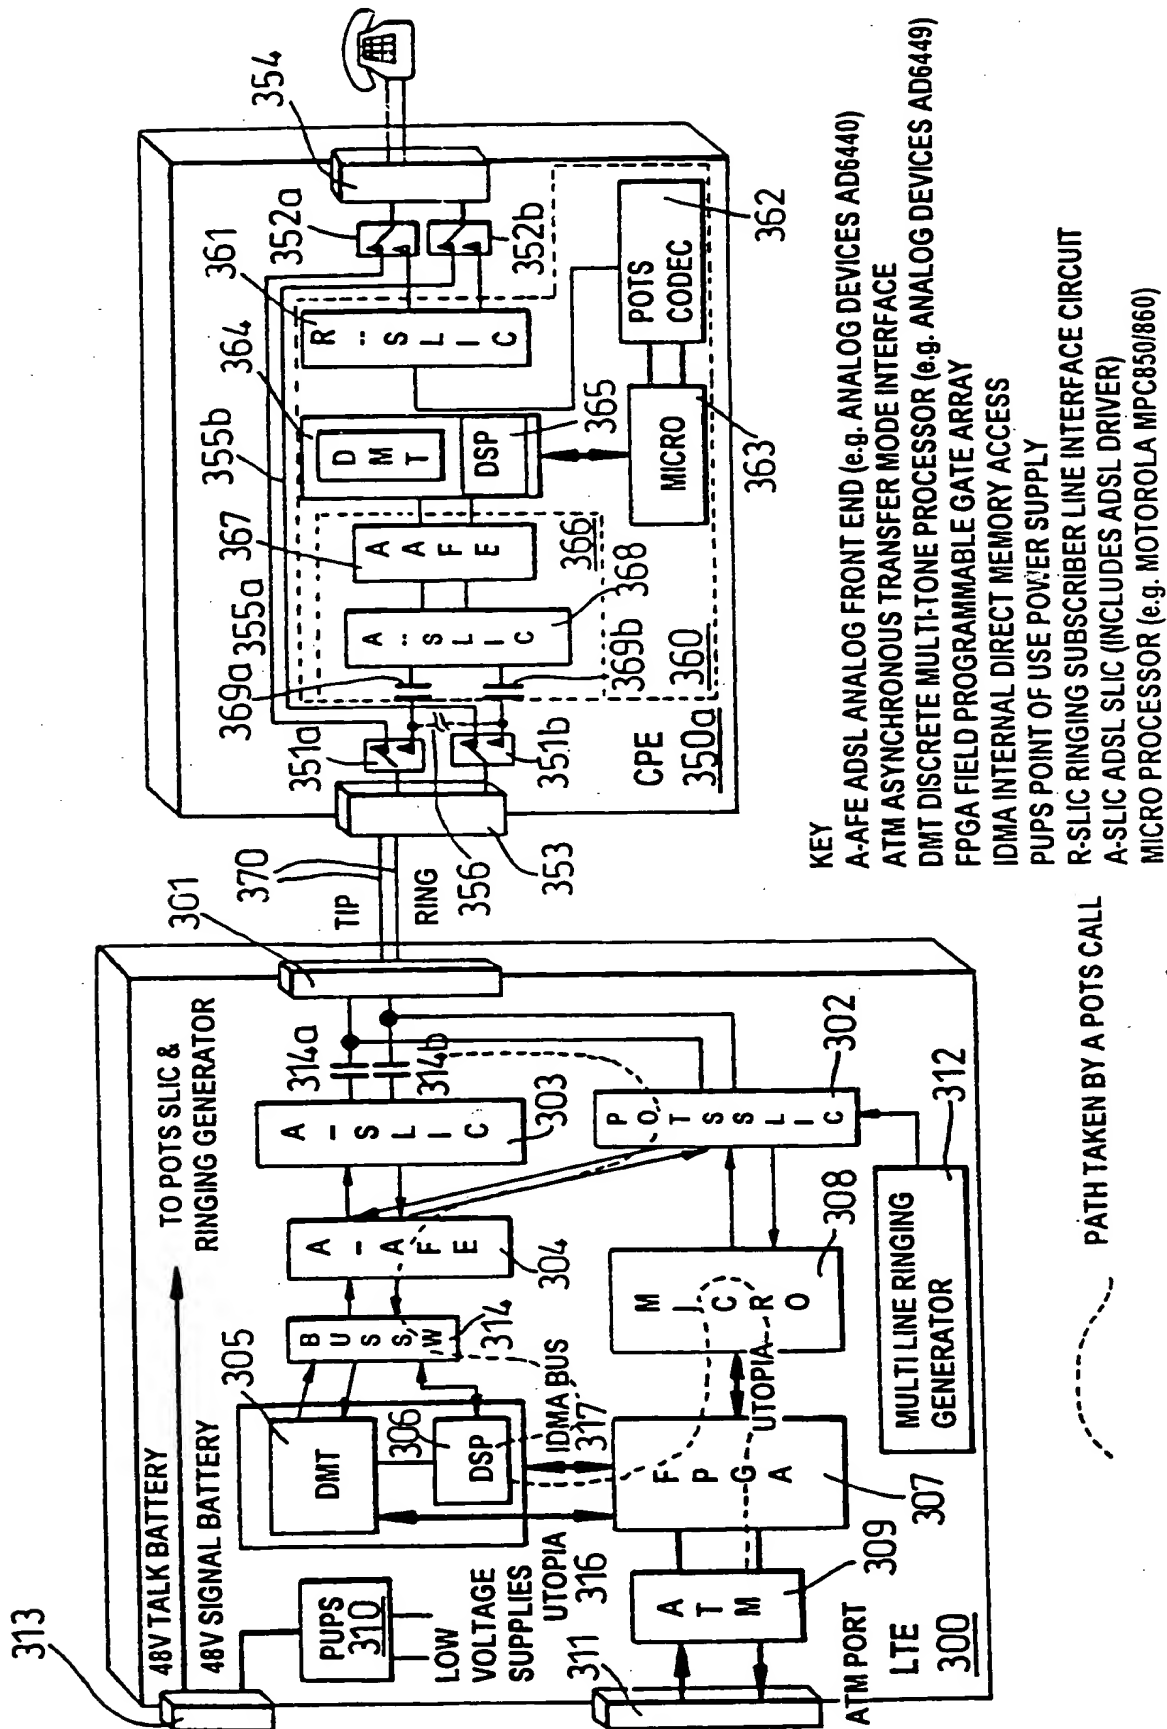 313
48V TALK BATTERY
48V SIGNAL BATTERY
TO POTS SLIC &
RINGING GENERATOR
PUPS
310
LOW
VOLTAGE
SUPPLIES
305
DMT
306
DSP
BUSSSW
314
A-AFE
304
A-SLIC
303
314a
314b
301
IDMA BUS
317
UTOPIA
316
FPGA
307
UTOPIA
MICRO
308
POTSSLIC
302
MULTI LINE RINGING
GENERATOR
312
ATM
309
311
ATM PORT
LTE
300
TIP
RING
370
353
356
351a
351b
369a
369b
355a
355b
367
364
361
352a
352b
354
A-SLIC
368
AAFE
366
DMT
DSP
365
R-SLIC
MICRO
363
POTS
CODEC
362
360
CPE
350a
PATH TAKEN BY A POTS CALL
KEY
A-AFE ADSL ANALOG FRONT END (e.g. ANALOG DEVICES AD6440)
ATM ASYNCHRONOUS TRANSFER MODE INTERFACE
DMT DISCRETE MULTI-TONE PROCESSOR (e.g. ANALOG DEVICES AD6449)
FPGA FIELD PROGRAMMABLE GATE ARRAY
IDMA INTERNAL DIRECT MEMORY ACCESS
PUPS POINT OF USE POWER SUPPLY
R-SLIC RINGING SUBSCRIBER LINE INTERFACE CIRCUIT
A-SLIC ADSL SLIC (INCLUDES ADSL DRIVER)
MICRO PROCESSOR (e.g. MOTOROLA MPC850/860)